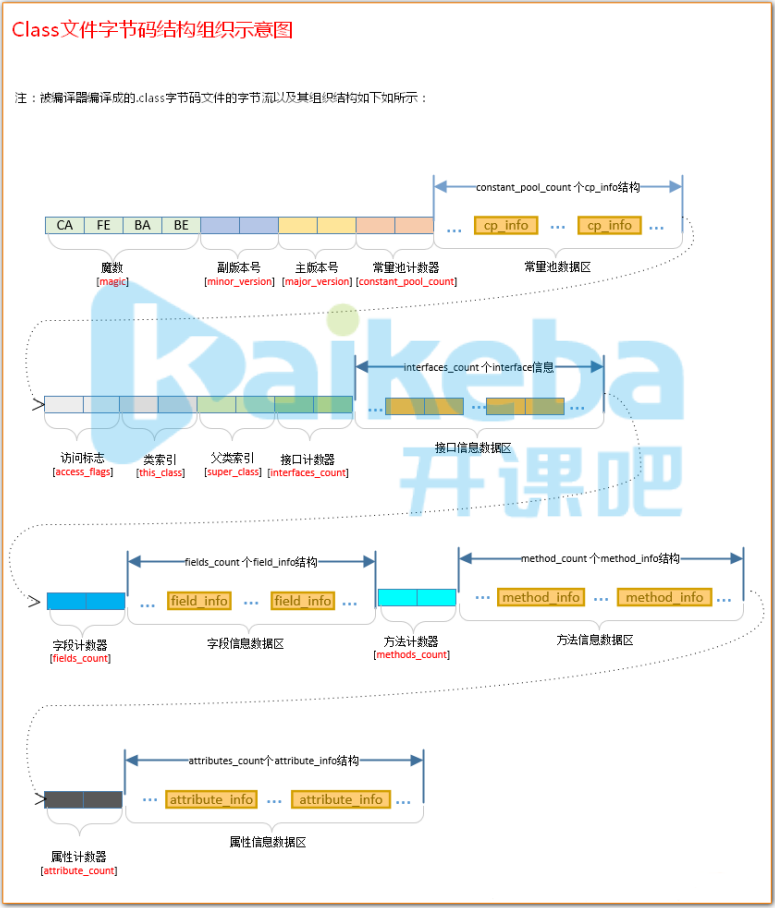 Class文件字节码结构组织示意图
注：被编译器编译成的.class字节码文件的字节流以及其组织结构如下如所示：
constant_pool_count 个cp_info结构
CA FE BA BE ... cp_info ... cp_info ...
魔数 副版本号 主版本号 常量池计数器 常量池数据区
[magic] [minor_version] [major_version] [constant_pool_count]
kaikeba
开课吧
interfaces_count 个interface信息
... ... ...
访问标志 类索引 父类索引 接口计数器 接口信息数据区
[access_flags] [this_class] [super_class] [interfaces_count]
fields_count 个field_info结构 method_count 个method_info结构
... field_info ... field_info ... ... method_info ... method_info ...
字段计数器 字段信息数据区 方法计数器 方法信息数据区
[fields_count] [methods_count]
attributes_count个attribute_info结构
... attribute_info ... attribute_info ...
属性计数器 属性信息数据区
[attribute_count]